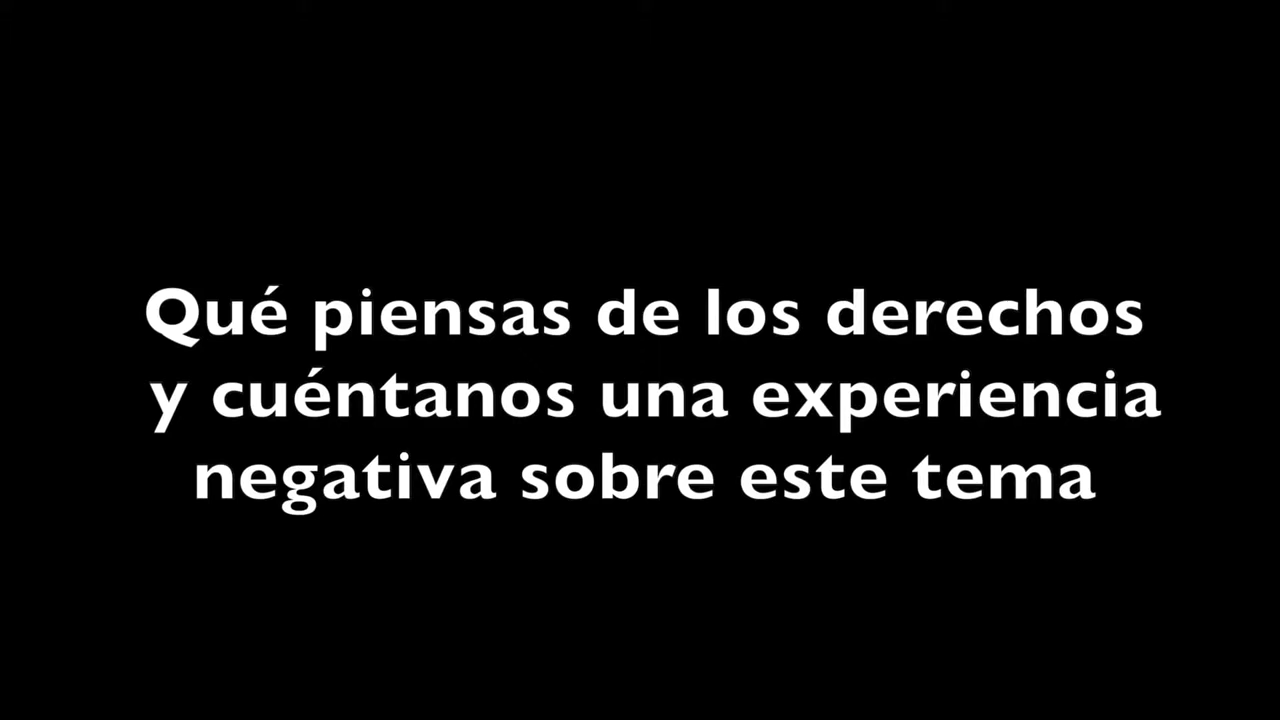 Qué piensas de los derechos
y cuéntanos una experiencia
negativa sobre este tema